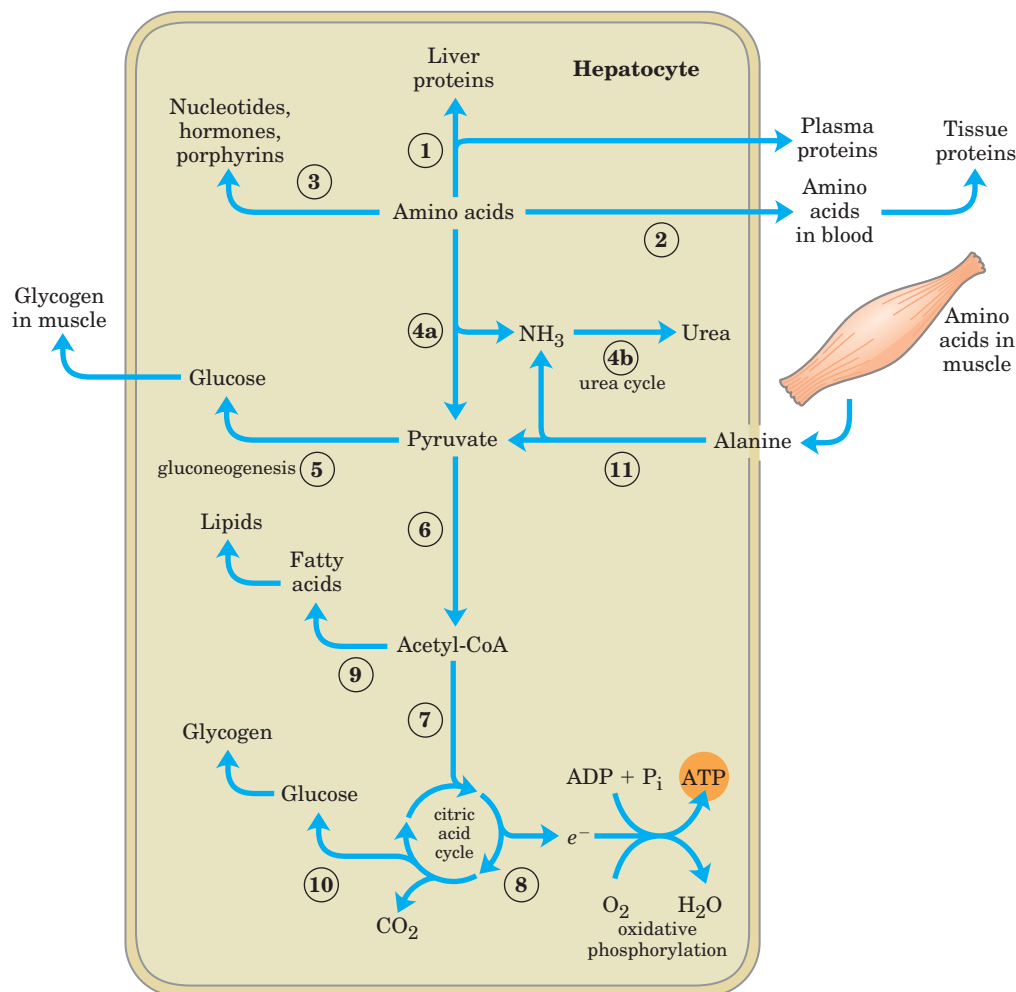 Liver
proteins
Hepatocyte
Nucleotides,
hormones,
porphyrins
Plasma
proteins
Tissue
proteins
1
3
Amino acids
Amino
acids
in blood
2
Glycogen
in muscle
Amino
acids in
muscle
4a
NH3
4b
urea cycle
Urea
Glucose
Pyruvate
Alanine
gluconeogenesis
5
11
6
Lipids
Fatty
acids
Acetyl-CoA
9
7
Glycogen
Glucose
citric
acid
cycle
ADP + Pi
ATP
e−
10
8
CO2
O2
H2O
oxidative
phosphorylation